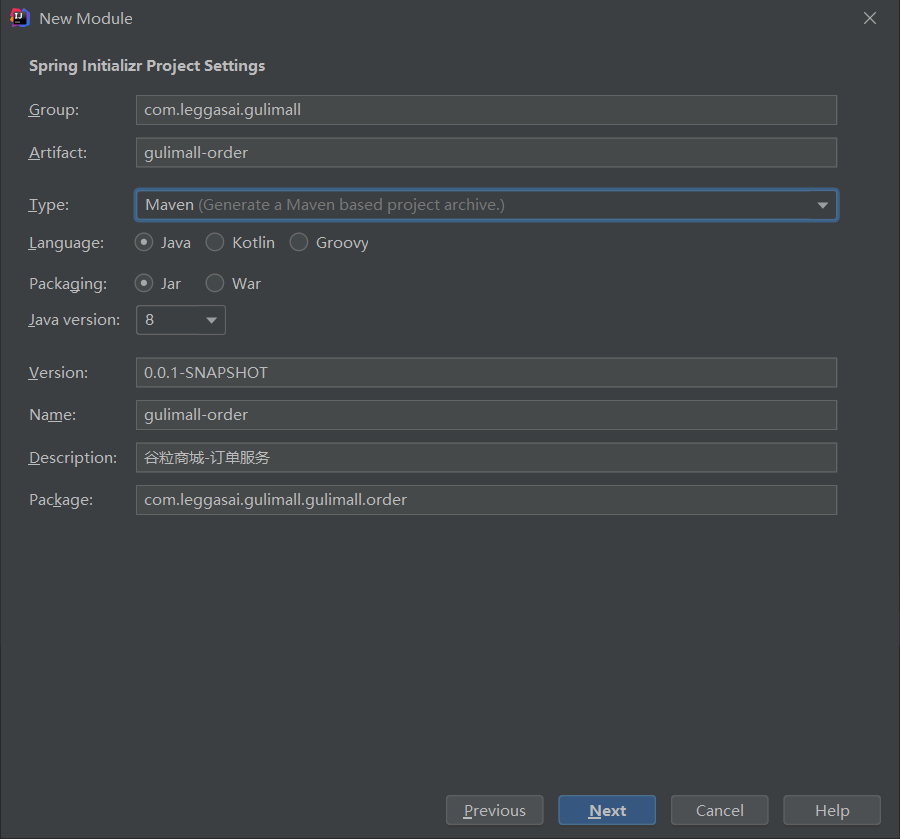 New Module
Spring Initializr Project Settings
Group: com.leggasai.gulimall
Artifact: gulimall-order
Type: Maven (Generate a Maven based project archive.)
Language: Java Kotlin Groovy
Packaging: Jar War
Java version: 8
Version: 0.0.1-SNAPSHOT
Name: gulimall-order
Description: 谷粒商城-订单服务
Package: com.leggasai.gulimall.gulimall.order
Previous Next Cancel Help